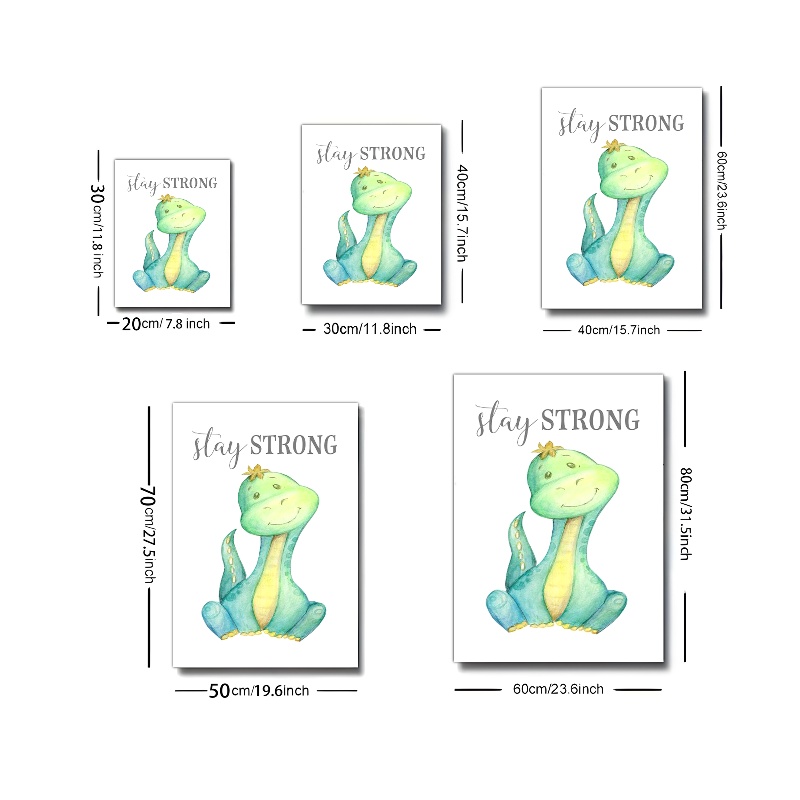 stay STRONG
30cm/11.8 inch
20cm/ 7.8 inch
stay STRONG
40cm/15.7inch
30cm/11.8inch
stay STRONG
60cm/23.6inch
40cm/15.7inch
stay STRONG
70cm/27.5inch
50cm/19.6inch
stay STRONG
80cm/31.5inch
60cm/23.6inch